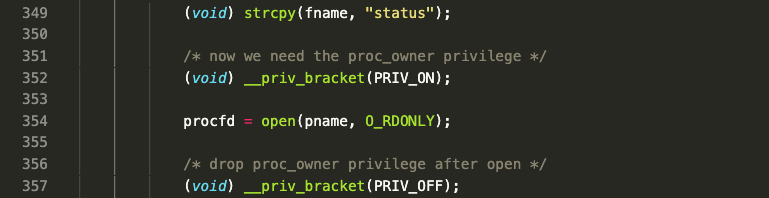 349 (void) strcpy(fname, "status");
350
351 /* now we need the proc_owner privilege */
352 (void) __priv_bracket(PRIV_ON);
353
354 procfd = open(pname, O_RDONLY);
355
356 /* drop proc_owner privilege after open */
357 (void) __priv_bracket(PRIV_OFF);